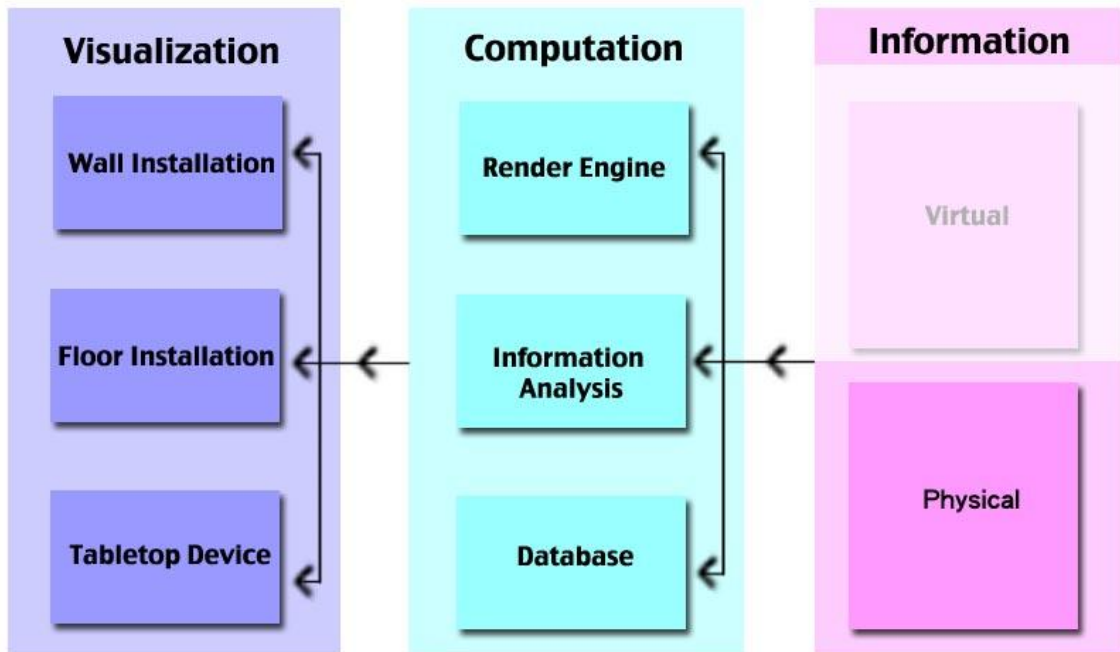 Visualization
Wall Installation
Floor Installation
Tabletop Device
Computation
Render Engine
Information
Analysis
Database
Information
Virtual
Physical